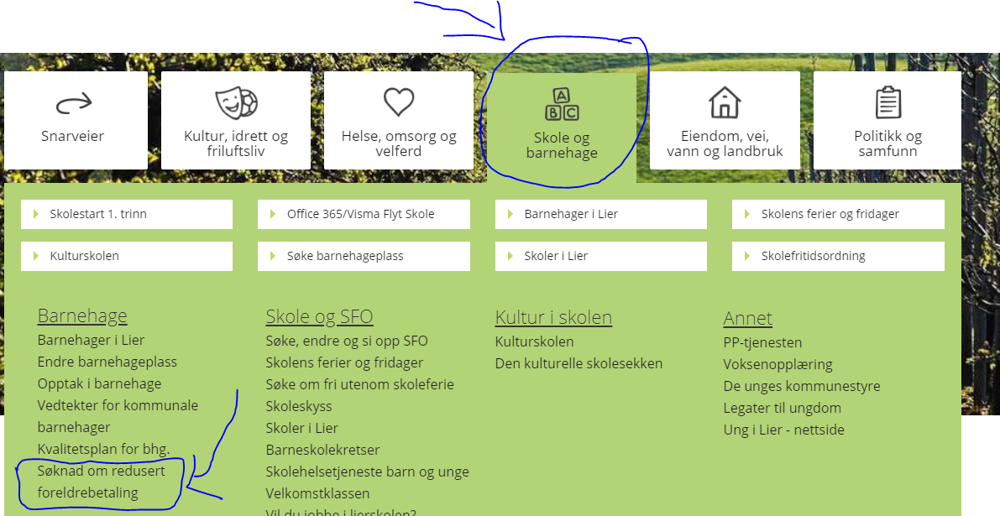 Snarveier
Kultur, idrett og
friluftsliv
Helse, omsorg og
velferd
A
B C
Skole og
barnehage
Eiendom, vei,
vann og landbruk
Politikk og
samfunn
Skolestart 1. trinn
Office 365/Visma Flyt Skole
Barnehager i Lier
Skolens ferier og fridager
Kulturskolen
Søke barnehageplass
Skoler i Lier
Skolefritidsordning
Barnehage
Barnehager i Lier
Endre barnehageplass
Opptak i barnehage
Vedtekter for kommunale
barnehager
Kvalitetsplan for bhg.
Søknad om redusert
foreldrebetaling
Skole og SFO
Søke, endre og si opp SFO
Skolens ferier og fridager
Søke om fri utenom skoleferie
Skoleskyss
Skoler i Lier
Barneskolekretser
Skolehelsetjeneste barn og unge
Velkomstklassen
Vil du jobbe i lierskolen?
Kultur i skolen
Kulturskolen
Den kulturelle skolesekken
Annet
PP-tjenesten
Voksenopplæring
De unges kommunestyre
Legater til ungdom
Ung i Lier - nettside